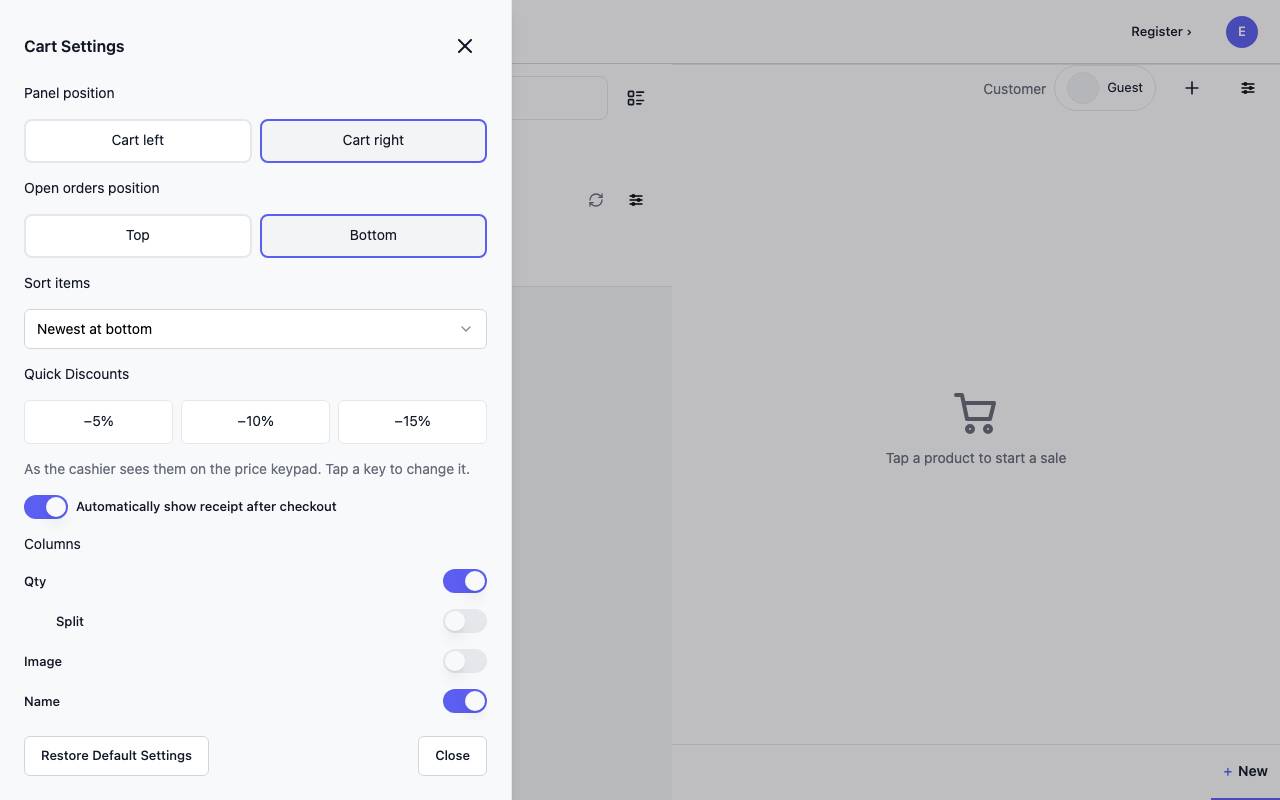 Cart Settings
Register ›
E
Panel position
Customer
Guest
Cart left
Cart right
Open orders position
Top
Bottom
Sort items
Newest at bottom
Quick Discounts
−5%
−10%
−15%
As the cashier sees them on the price keypad. Tap a key to change it.
Tap a product to start a sale
Automatically show receipt after checkout
Columns
Qty
Split
Image
Name
Restore Default Settings
Close
+ New